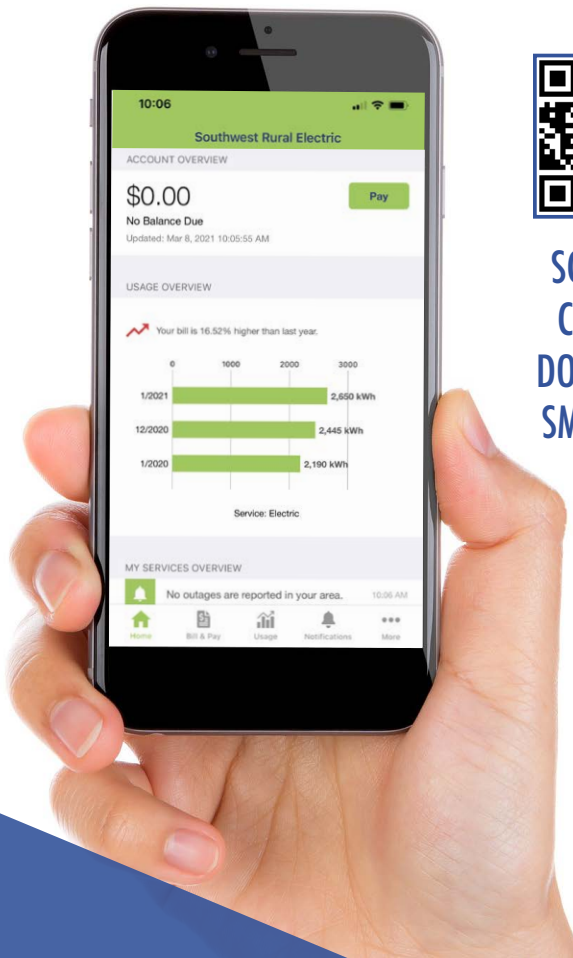 10:06
Southwest Rural Electric
ACCOUNT OVERVIEW
$0.00
Pay
No Balance Due
Updated: Mar 8, 2021 10:05:55 AM
USAGE OVERVIEW
Your bill is 16.52% higher than last year.
0 1000 2000 3000
1/2021 2,650 kWh
12/2020 2,445 kWh
1/2020 2,190 kWh
Service: Electric
MY SERVICES OVERVIEW
No outages are reported in your area. 10:06 AM
Home Bill & Pay Usage Notifications More